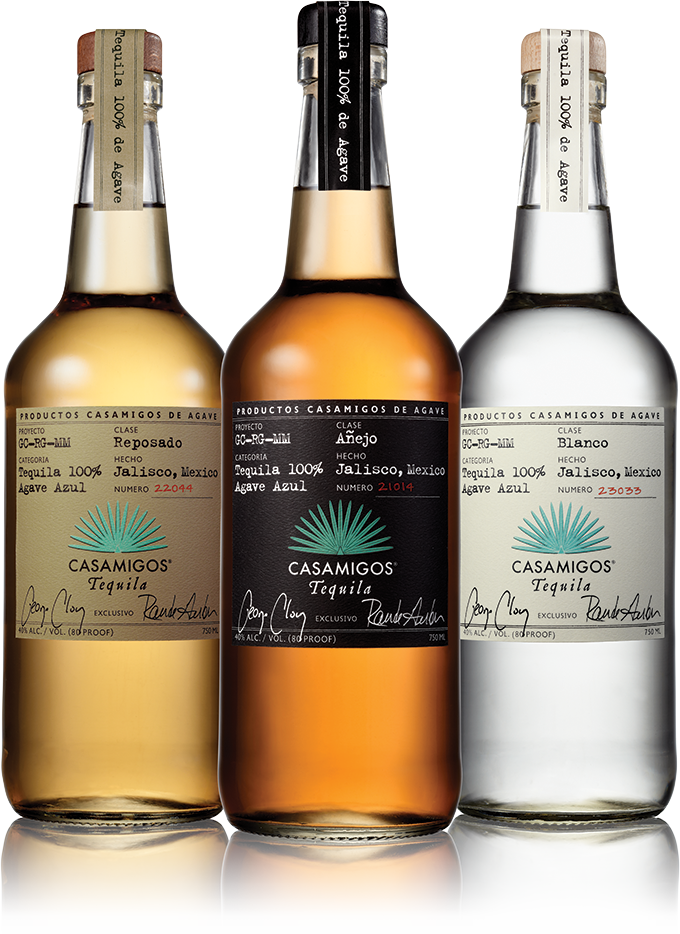 Tequila 100% de Agave
PRODUCTOS CASAMIGOS DE AGAVE
PROYECTO
CLASE
GC-RG-MM
Reposado
CATEGORIA
HECHO
Tequila 100%
Jalisco, Mexico
Agave Azul
NUMERO 22044
CASAMIGOS®
Tequila
EXCLUSIVO
40% ALC. / VOL. (80 PROOF)
750 ML
Tequila 100% de Agave
PRODUCTOS CASAMIGOS DE AGAVE
PROYECTO
CLASE
GC-RG-MM
Añejo
CATEGORIA
HECHO
Tequila 100%
Jalisco, Mexico
Agave Azul
NUMERO 21014
CASAMIGOS®
Tequila
EXCLUSIVO
40% ALC. / VOL. (80 PROOF)
750 ML
Tequila 100% de Agave
PRODUCTOS CASAMIGOS DE AGAVE
PROYECTO
CLASE
GC-RG-MM
Blanco
CATEGORIA
HECHO
Tequila 100%
Jalisco, Mexico
Agave Azul
NUMERO 23033
CASAMIGOS®
Tequila
EXCLUSIVO
40% ALC. / VOL. (80 PROOF)
750 ML